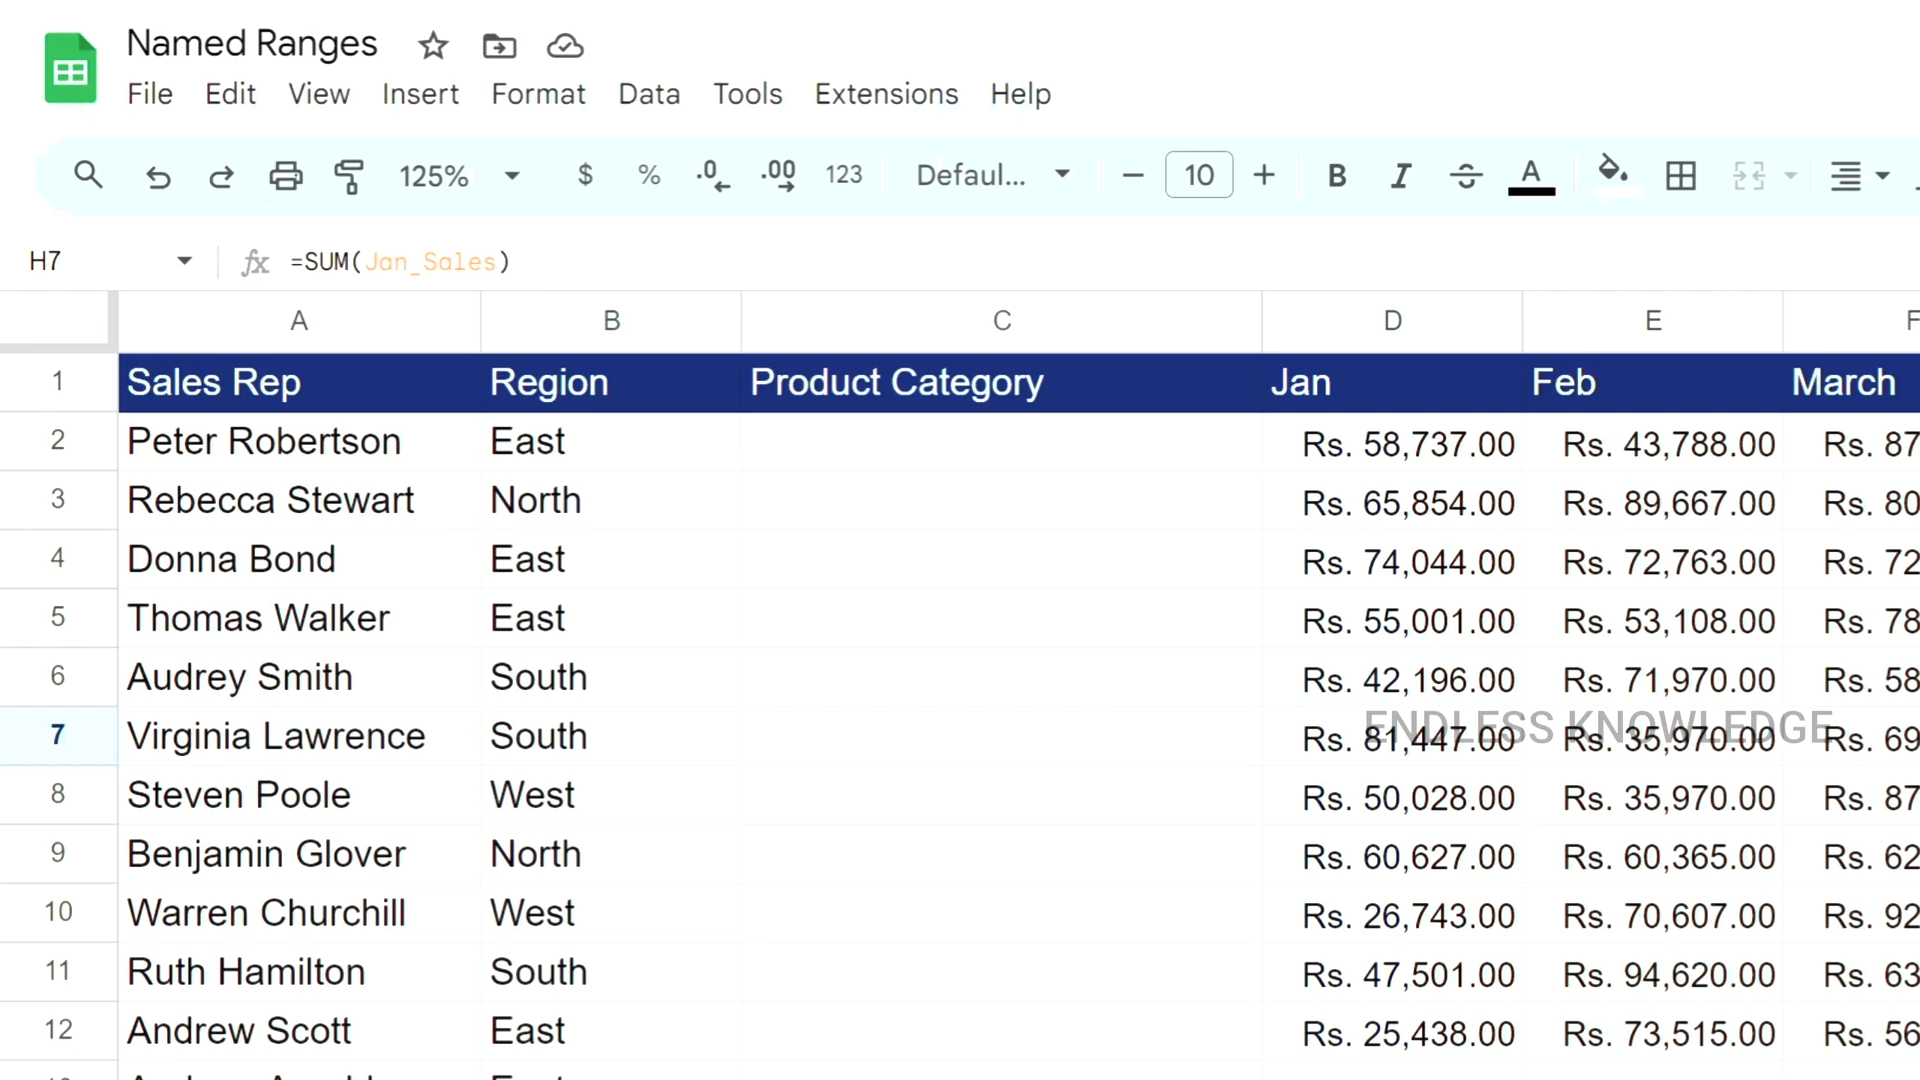 Named Ranges
File Edit View Insert Format Data Tools Extensions Help
125% $ % .0 .00 123 Defaul... 10 B I A
H7 fx =SUM(Jan_Sales)
A B C D E F
1 Sales Rep Region Product Category Jan Feb March
2 Peter Robertson East Rs. 58,737.00 Rs. 43,788.00 Rs. 87
3 Rebecca Stewart North Rs. 65,854.00 Rs. 89,667.00 Rs. 80
4 Donna Bond East Rs. 74,044.00 Rs. 72,763.00 Rs. 72
5 Thomas Walker East Rs. 55,001.00 Rs. 53,108.00 Rs. 78
6 Audrey Smith South Rs. 42,196.00 Rs. 71,970.00 Rs. 58
ENDLESS KNOWLEDGE
7 Virginia Lawrence South Rs. 81,447.00 Rs. 35,970.00 Rs. 69
8 Steven Poole West Rs. 50,028.00 Rs. 35,970.00 Rs. 87
9 Benjamin Glover North Rs. 60,627.00 Rs. 60,365.00 Rs. 62
10 Warren Churchill West Rs. 26,743.00 Rs. 70,607.00 Rs. 92
11 Ruth Hamilton South Rs. 47,501.00 Rs. 94,620.00 Rs. 63
12 Andrew Scott East Rs. 25,438.00 Rs. 73,515.00 Rs. 56